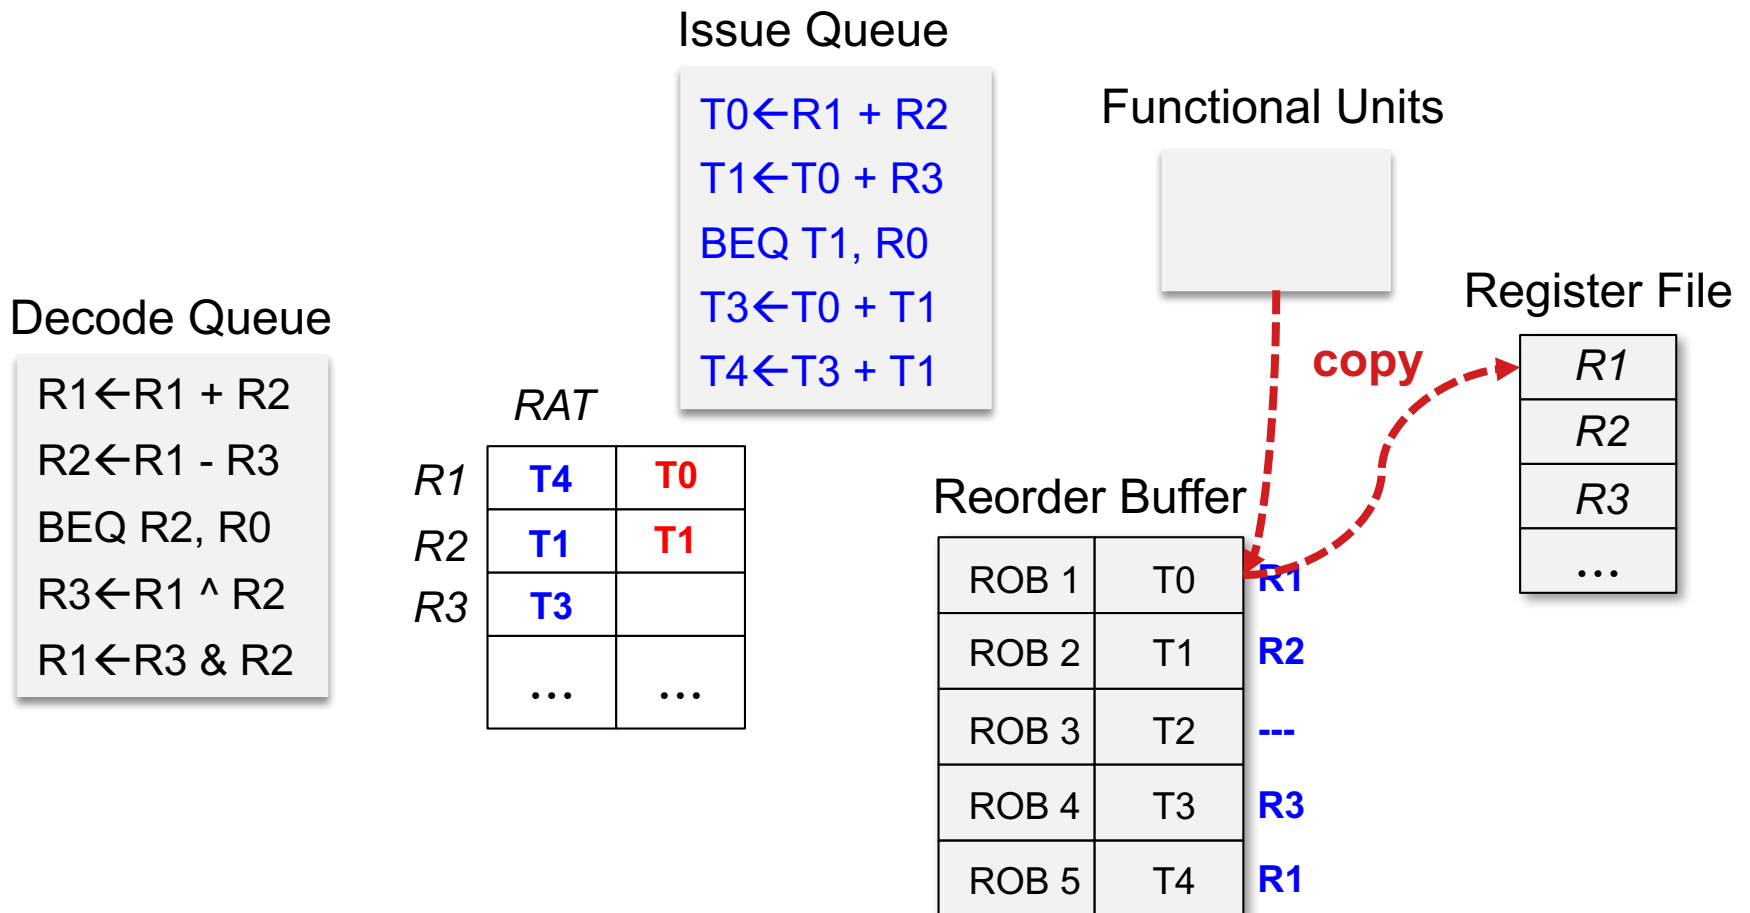 Issue Queue
T0←R1 + R2
T1←T0 + R3
BEQ T1, R0
T3←T0 + T1
T4←T3 + T1
Functional Units
Decode Queue
R1←R1 + R2
R2←R1 - R3
BEQ R2, R0
R3←R1 ^ R2
R1←R3 & R2
RAT
R1 T4 T0
R2 T1 T1
R3 T3
... ...
copy
Register File
R1
R2
R3
...
Reorder Buffer
ROB 1 T0 R1
ROB 2 T1 R2
ROB 3 T2 ---
ROB 4 T3 R3
ROB 5 T4 R1